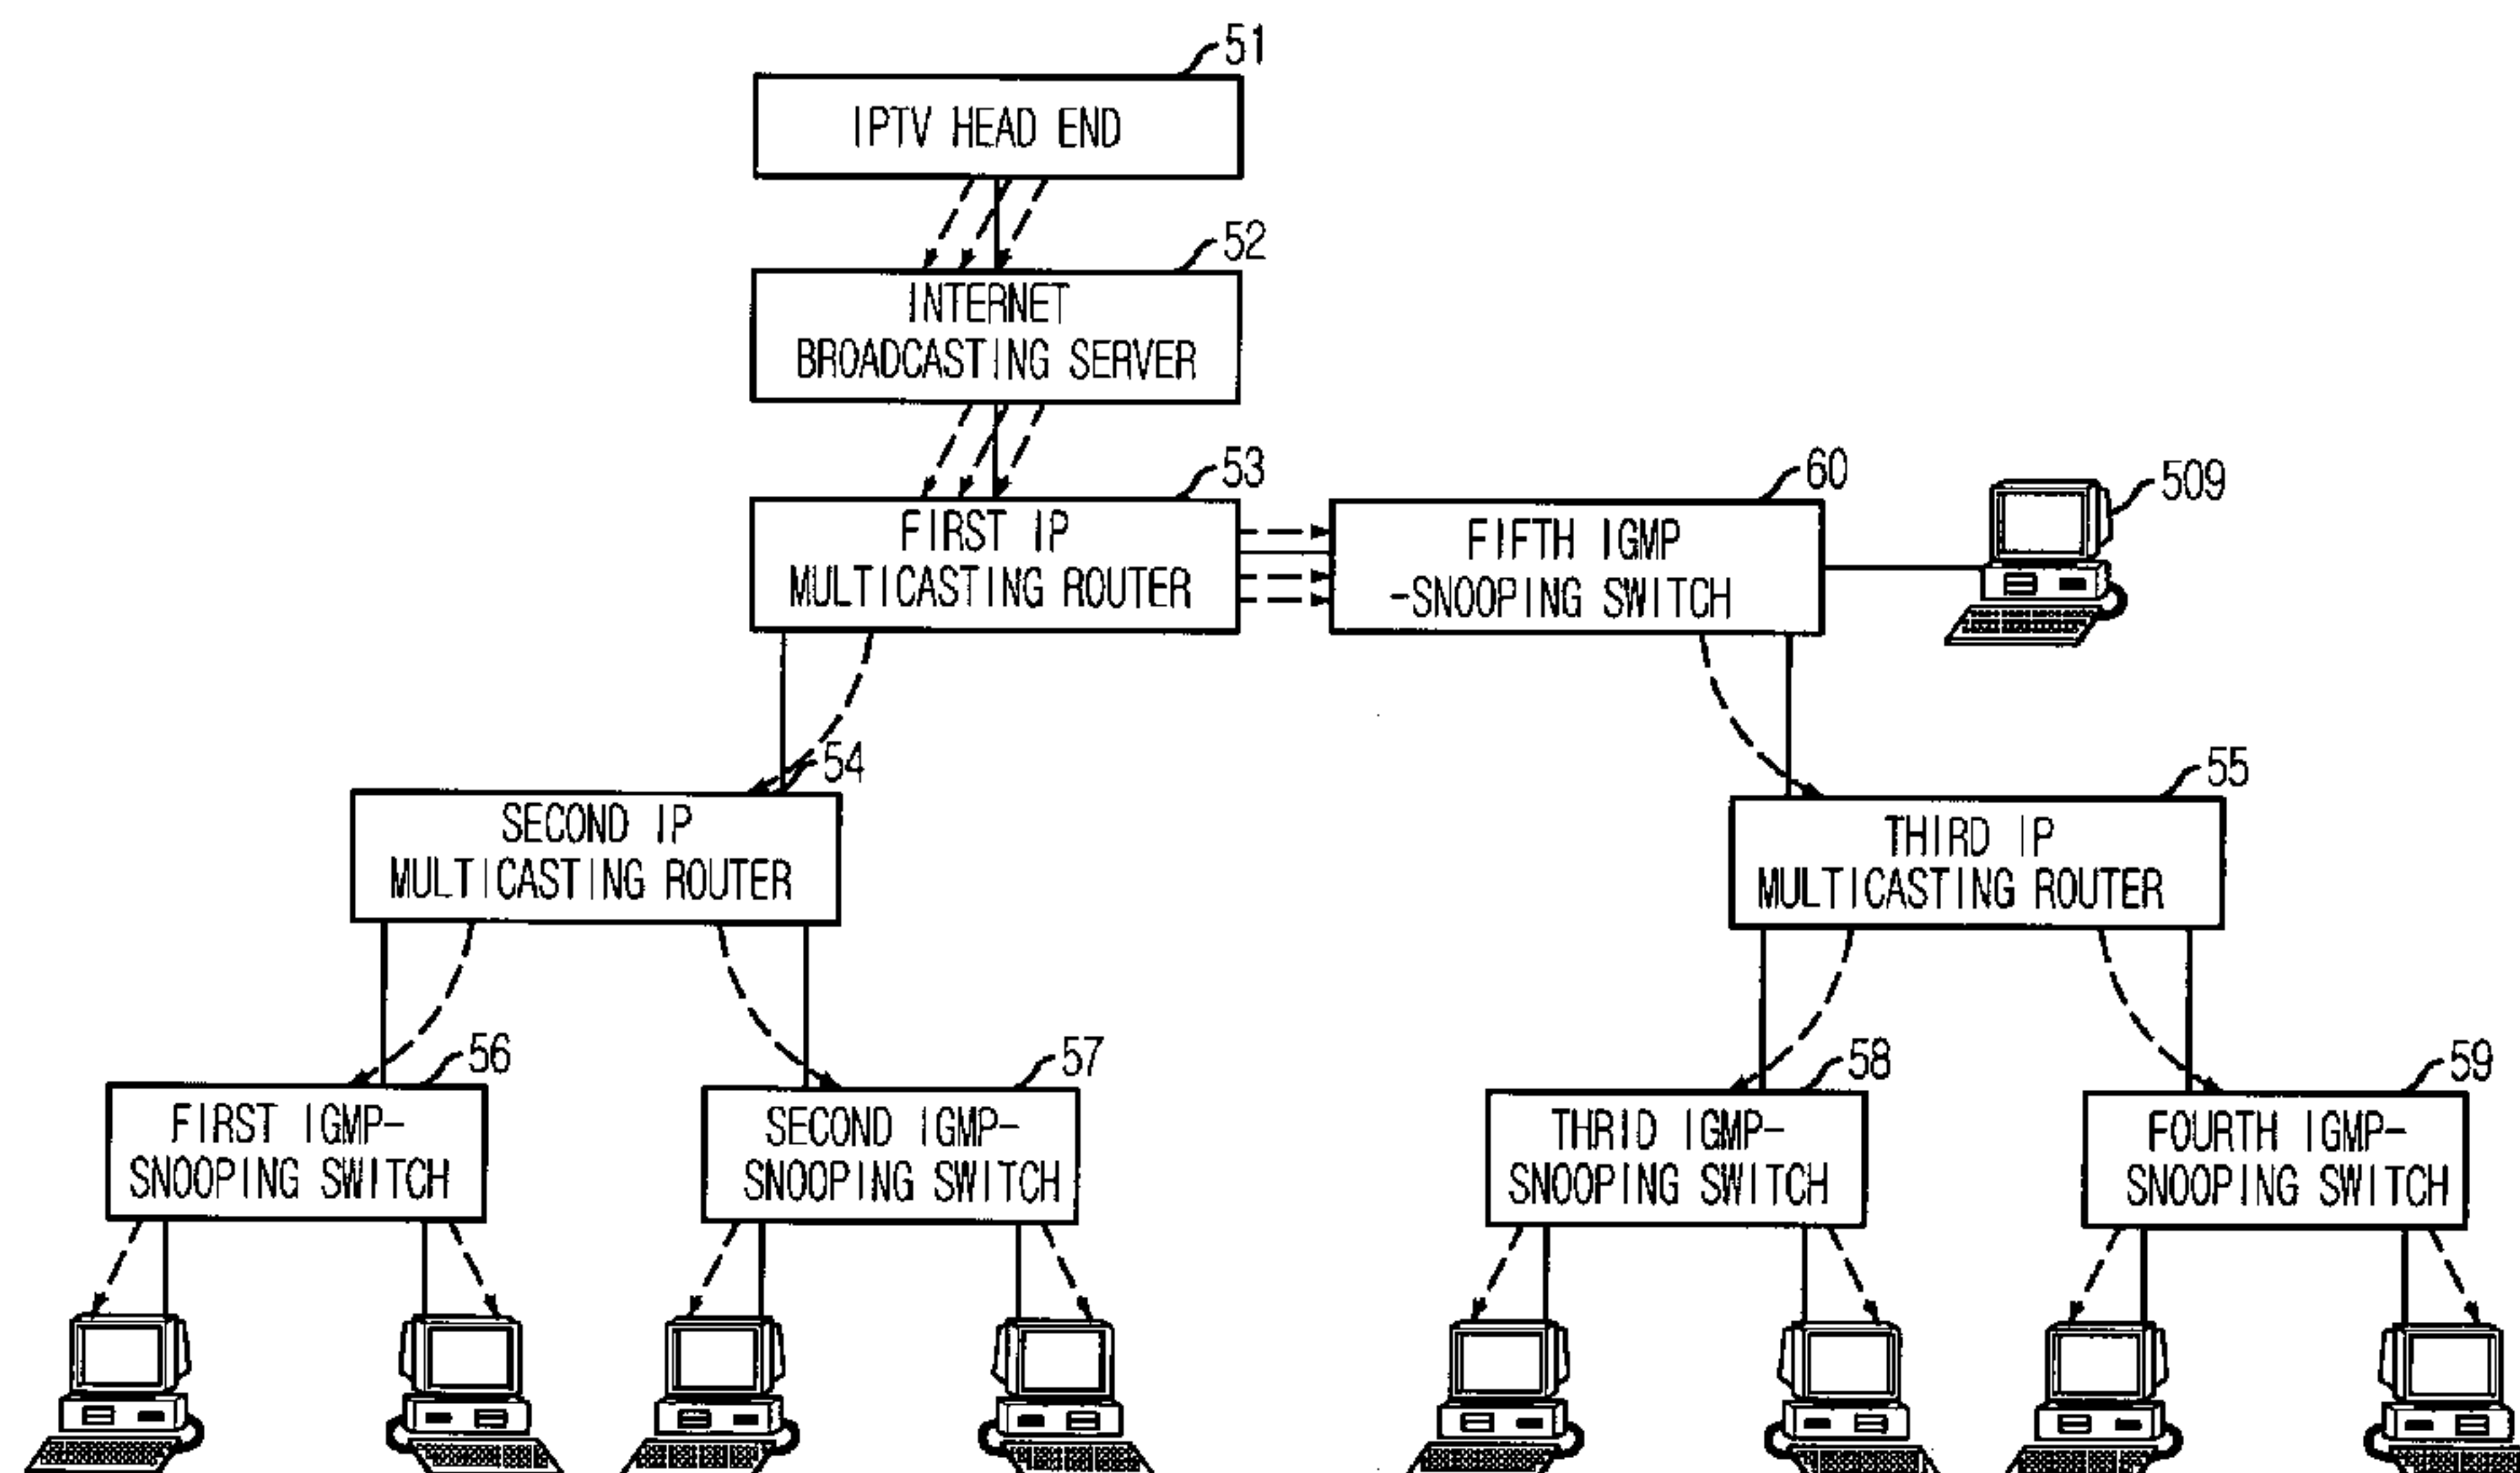 51
IPTV HEAD END
52
INTERNET
BROADCASTING SERVER
53
FIRST IP
MULTICASTING ROUTER
60
FIFTH IGMP
-SNOOPING SWITCH
509
54
SECOND IP
MULTICASTING ROUTER
55
THIRD IP
MULTICASTING ROUTER
56
FIRST IGMP-
SNOOPING SWITCH
57
SECOND IGMP-
SNOOPING SWITCH
58
THRID IGMP-
SNOOPING SWITCH
59
FOURTH IGMP-
SNOOPING SWITCH